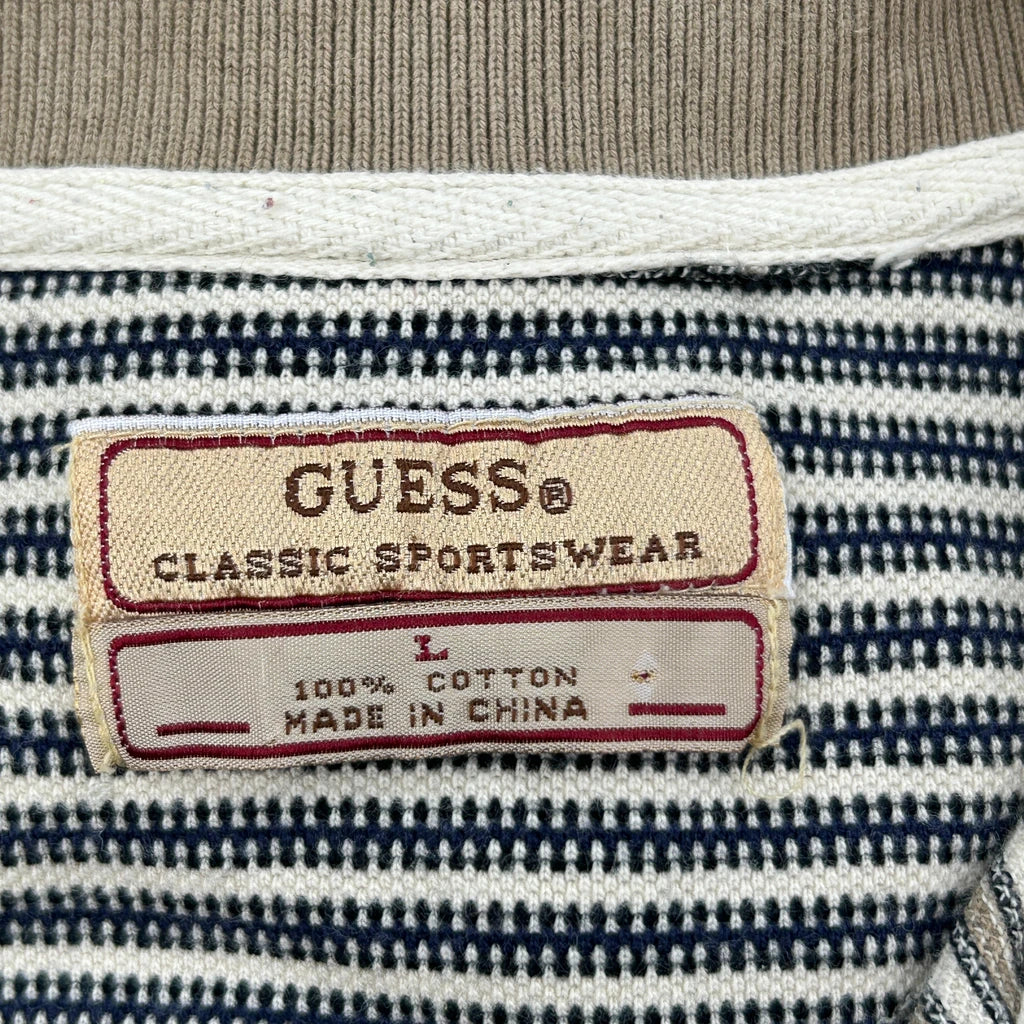 GUESS®
CLASSIC SPORTSWEAR
L
100% COTTON
MADE IN CHINA